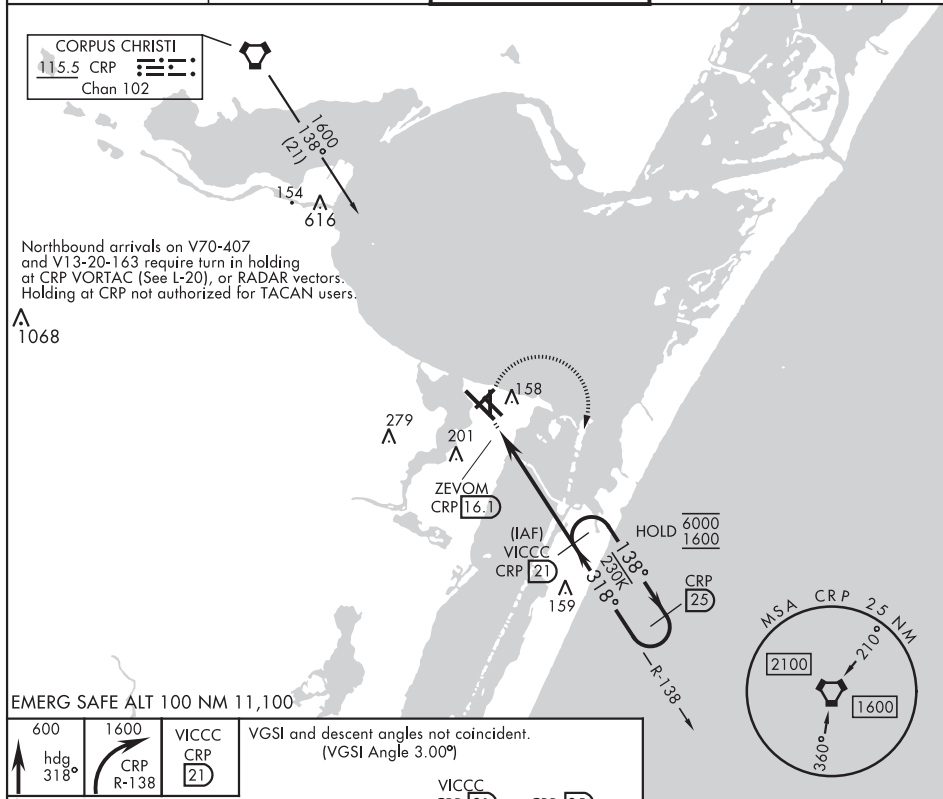 CORPUS CHRISTI
115.5 CRP
Chan 102
1600
138°
(21)
154
616
Northbound arrivals on V70-407
and V13-20-163 require turn in holding
at CRP VORTAC (See L-20), or RADAR vectors.
Holding at CRP not authorized for TACAN users.
1068
158
279
201
ZEVOM
CRP 16.1
(IAF)
VICCC
CRP 21
HOLD 6000
1600
138°
230K
318°
CRP
25
159
R-138
MSA CRP 25 NM
210°
2100
1600
360°
EMERG SAFE ALT 100 NM 11,100
600
hdg
318°
1600
CRP
R-138
VICCC
CRP
21
VGSI and descent angles not coincident.
(VGSI Angle 3.00°)
VICCC